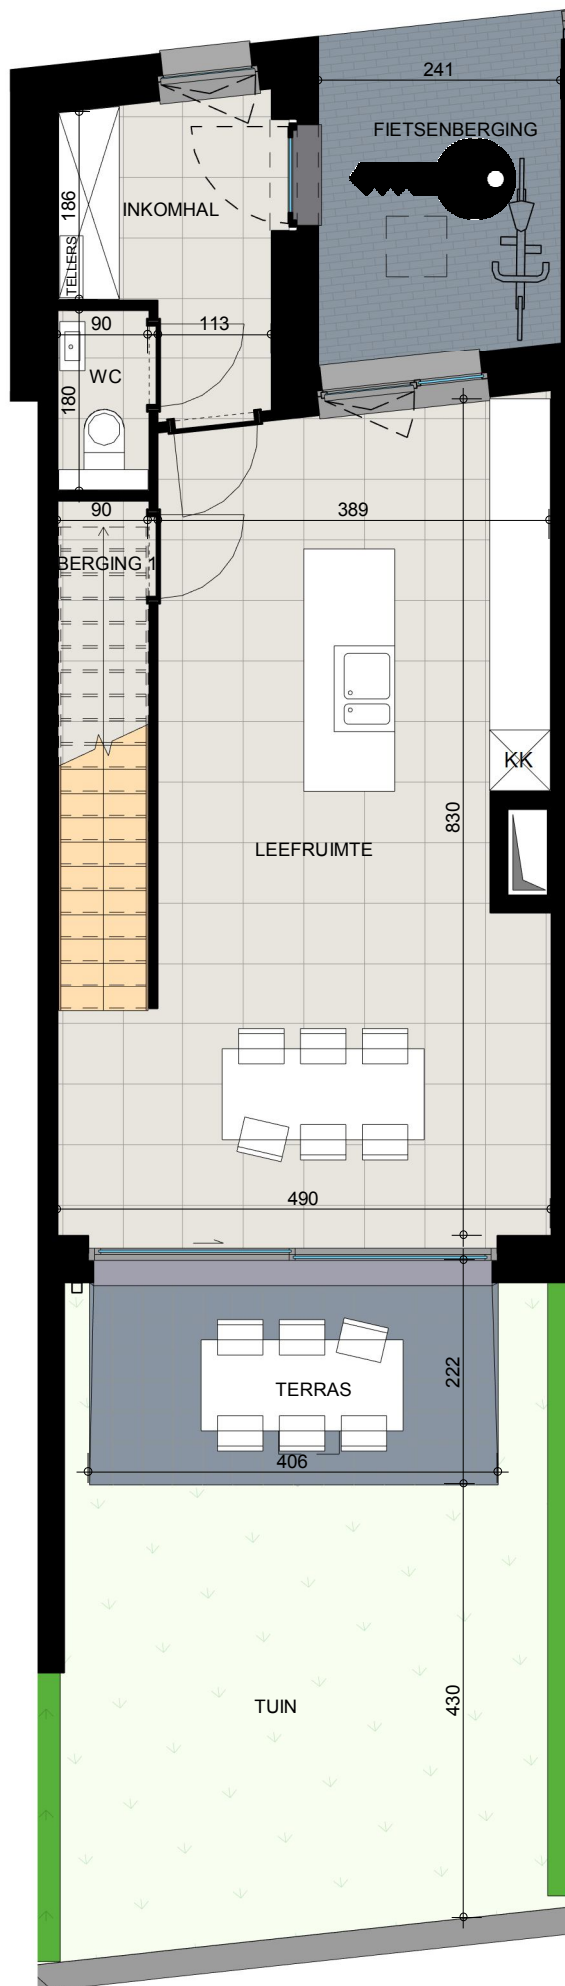 241
FIETSENBERGING
186
INKOMHAL
TELLERS
90
113
WC
180
90
389
BERGING 1
KK
830
LEEFRUIMTE
490
222
TERRAS
406
430
TUIN